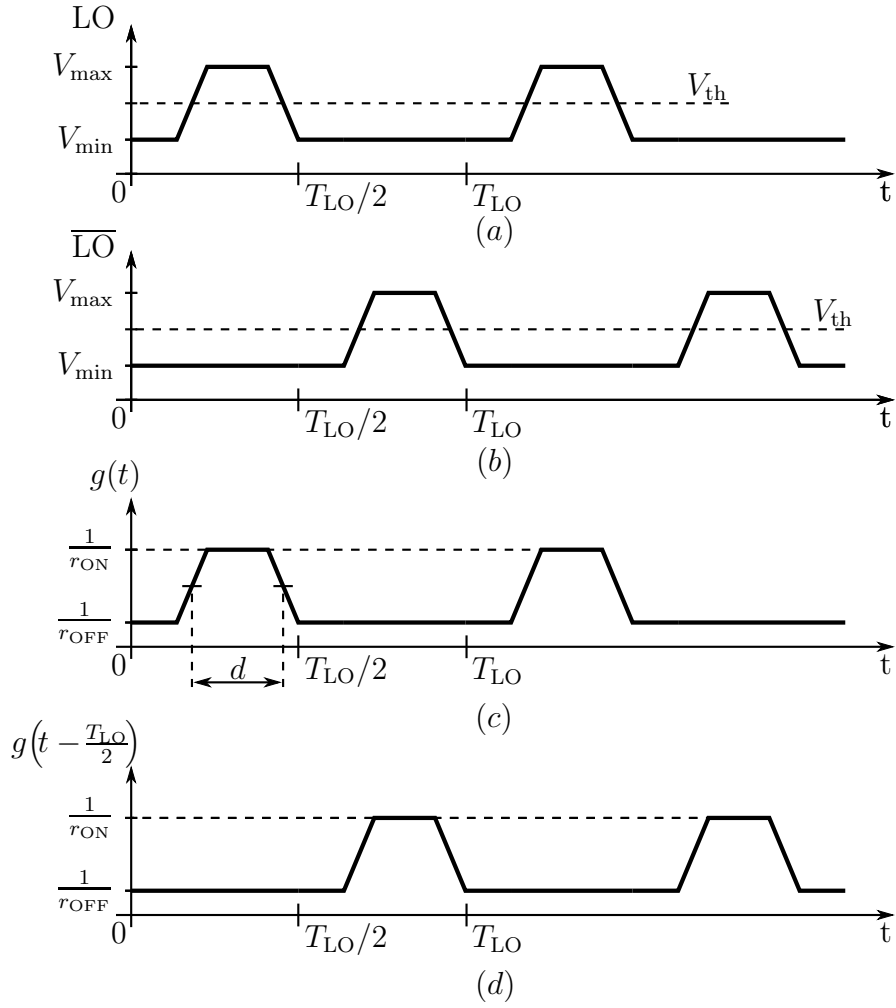 LO
V_max
V_th
V_min
0 T_LO/2 T_LO t
(a)
\overline{LO}
V_max
V_th
V_min
0 T_LO/2 T_LO t
(b)
g(t)
1/r_ON
1/r_OFF
0 d T_LO/2 T_LO t
(c)
g(t − T_LO/2)
1/r_ON
1/r_OFF
0 T_LO/2 T_LO t
(d)